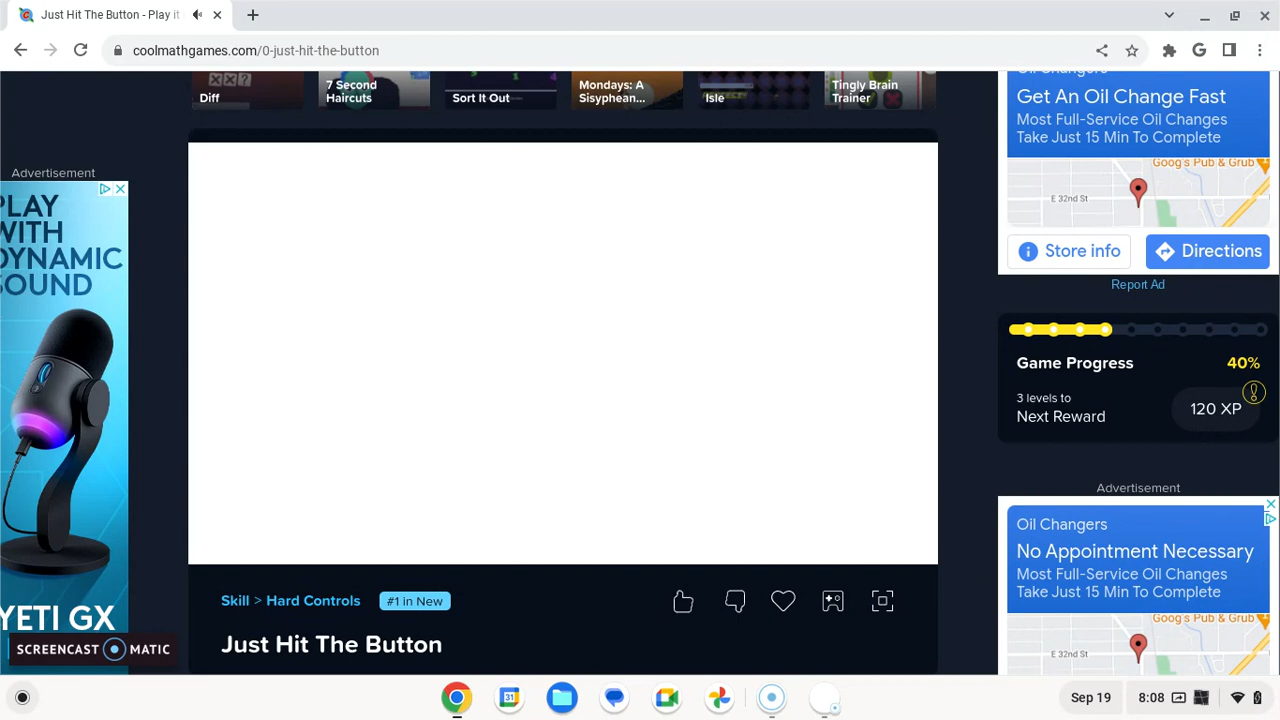 Just Hit The Button - Play it
coolmathgames.com/0-just-hit-the-button
Diff
7 Second
Haircuts
Sort It Out
Mondays: A
Sisyphean...
Isle
Tingly Brain
Trainer
Advertisement
PLAY
WITH
DYNAMIC
SOUND
YETI GX
SCREENCAST MATIC
Oil Changers
Get An Oil Change Fast
Most Full-Service Oil Changes
Take Just 15 Min To Complete
Goog's Pub & Grub
E 32nd St
Store info
Directions
Report Ad
Game Progress
40%
3 levels to
Next Reward
120 XP
Advertisement
Oil Changers
No Appointment Necessary
Most Full-Service Oil Changes
Take Just 15 Min To Complete
Goog's Pub & Grub
E 32nd St
Skill > Hard Controls
#1 in New
Just Hit The Button
31
Sep 19
8:08